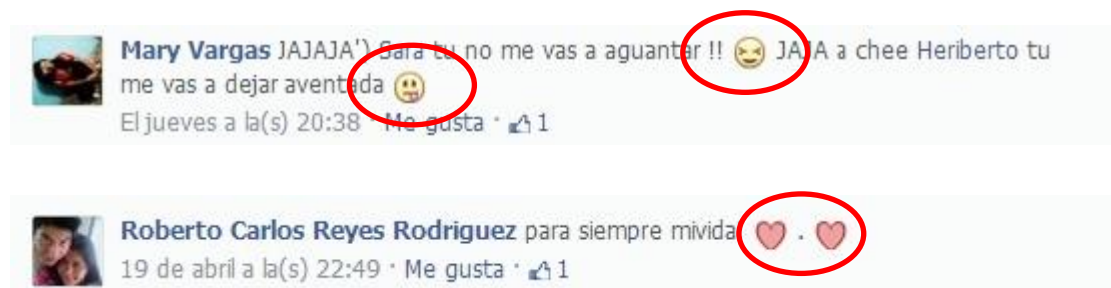 Mary Vargas JAJAJA') Sara tu no me vas a aguantar !! 😆 JAJA a chee Heriberto tu
me vas a dejar aventada 😛
El jueves a la(s) 20:38 · Me gusta · 👍 1
Roberto Carlos Reyes Rodriguez para siempre mivida ♥ . ♥
19 de abril a la(s) 22:49 · Me gusta · 👍 1